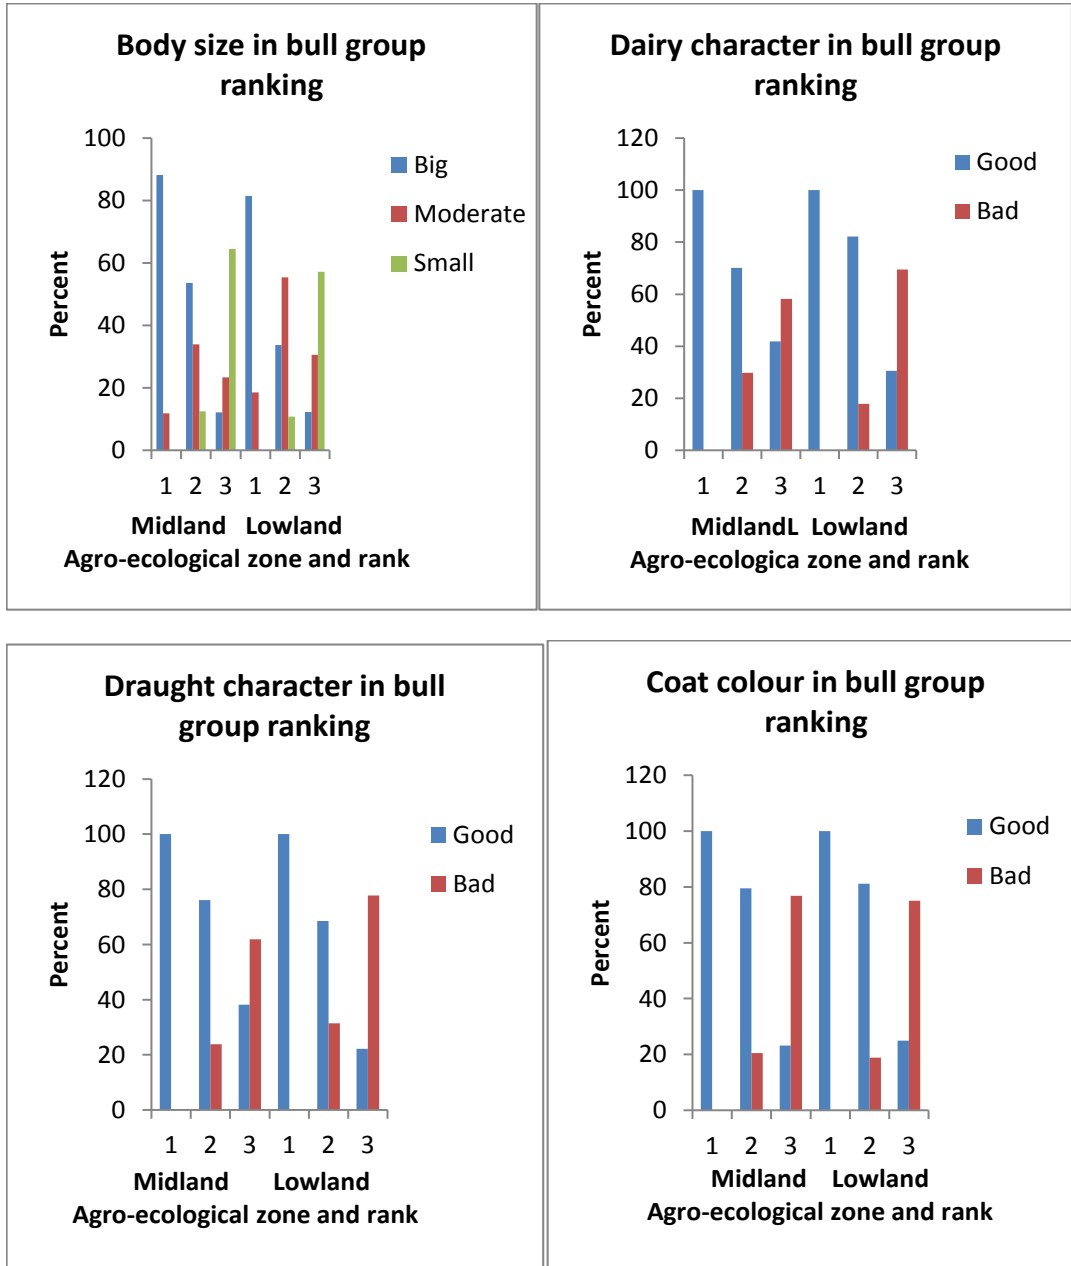 Body size in bull group
ranking
100
80
60
40
20
0
Percent
Big
Moderate
Small
1 2 3 1 2 3
Midland Lowland
Agro-ecological zone and rank
Dairy character in bull group
ranking
120
100
80
60
40
20
0
Percent
Good
Bad
1 2 3 1 2 3
MidlandL Lowland
Agro-ecologica zone and rank
Draught character in bull
group ranking
120
100
80
60
40
20
0
Percent
Good
Bad
1 2 3 1 2 3
Midland Lowland
Agro-ecological zone and rank
Coat colour in bull group
ranking
120
100
80
60
40
20
0
Percent
Good
Bad
1 2 3 1 2 3
Midland Lowland
Agro-ecological zone and rank